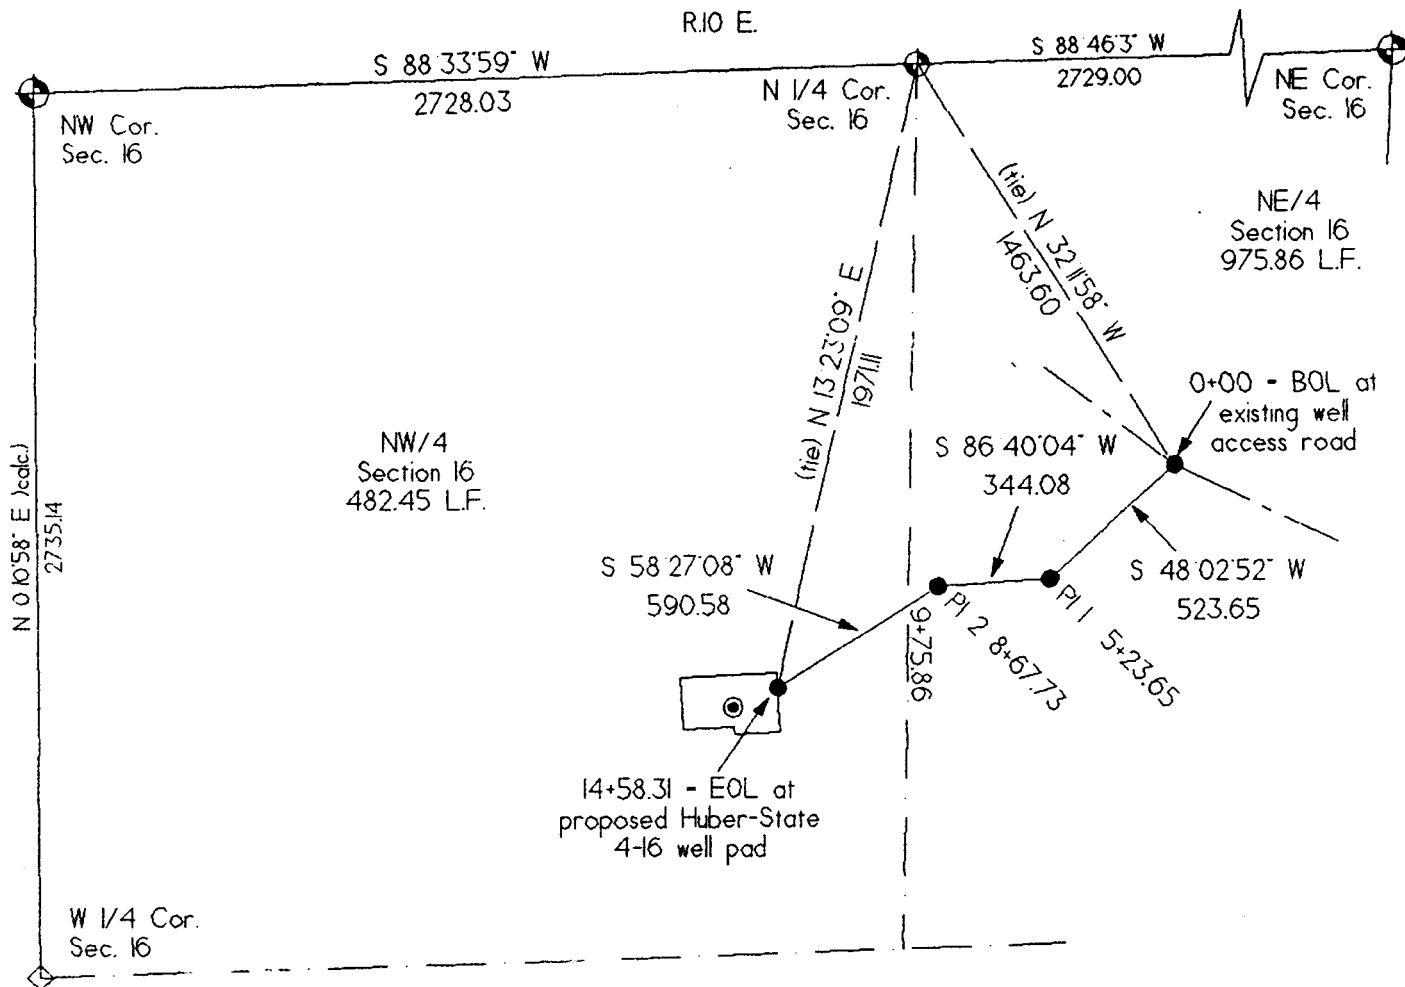 R.10 E.
S 88°33'59" W
2728.03
S 88°46'3" W
2729.00
NW Cor.
Sec. 16
N 1/4 Cor.
Sec. 16
NE Cor.
Sec. 16
(tie) N 32°11'58" W
1463.60
NE/4
Section 16
975.86 L.F.
(tie) N 13°23'09" E
1971.11
0+00 - BOL at
existing well
access road
NW/4
Section 16
482.45 L.F.
S 86°40'04" W
344.08
N 0°10'58" E )calc.)
2735.14
S 58°27'08" W
590.58
S 48°02'52" W
523.65
PI 2 8+67.73
PI 1 5+23.65
9+75.86
14+58.31 - EOL at
proposed Huber-State
4-16 well pad
W 1/4 Cor.
Sec. 16